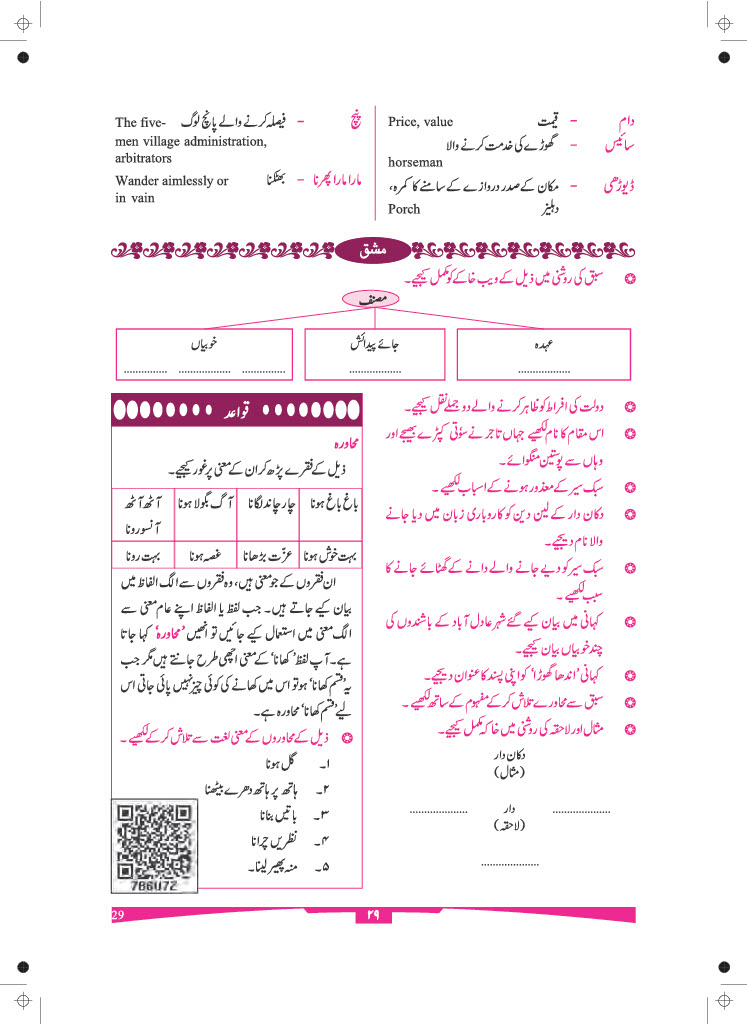 دام – قیمت Price, value
سائیس – گھوڑے کی خدمت کرنے والا
horseman
ڈیوڑھی – مکان کے صدر دروازے کے سامنے کا کمرہ،
دہلیز Porch
پنچ – فیصلہ کرنے والے پانچ لوگ The five-
men village administration,
arbitrators
مارا مارا پھرنا – بھٹکنا Wander aimlessly or
in vain
مشق
سبق کی روشنی میں ذیل کے ویب خاکے کو مکمل کیجیے۔
مصنف
عہدہ
..................
جائے پیدائش
..................
خوبیاں
............... .................. ...............
دولت کی افراط کو ظاہر کرنے والے دو جملے نقل کیجیے۔
اس مقام کا نام لکھیے جہاں تاجر نے سؤتی کپڑے بھیجے اور
وہاں سے پوستین منگوائے۔
سبک سیر کے معذور ہونے کے اسباب لکھیے۔
دکان دار کے لین دین کو کاروباری زبان میں دیا جانے
والا نام دیجیے۔
سبک سیر کو دیے جانے والے دانے کے گھٹائے جانے کا
سبب لکھیے۔
کہانی میں بیان کیے گئے شہر عادل آباد کے باشندوں کی
چند خوبیاں بیان کیجیے۔
کہانی ’اندھا گھوڑا‘ کو اپنی پسند کا عنوان دیجیے۔
سبق سے محاورے تلاش کر کے مفہوم کے ساتھ لکھیے۔
مثال اور لاحقہ کی روشنی میں خاکہ مکمل کیجیے۔
دکان دار
(مثال)
.................... دار ....................
(لاحقہ)
....................
قواعد
محاورہ
ذیل کے فقرے پڑھ کر ان کے معنی پر غور کیجیے۔
باغ باغ ہونا چار چاند لگانا آگ بگولا ہونا آٹھ آٹھ
آنسو رونا
بہت خوش ہونا عزّت بڑھانا غصہ ہونا بہت رونا
ان فقروں کے جو معنی ہیں، وہ فقروں سے الگ الفاظ میں
بیان کیے جاتے ہیں۔ جب لفظ یا الفاظ اپنے عام معنی سے
الگ معنی میں استعمال کیے جائیں تو انھیں ’محاورہ‘ کہا جاتا
ہے۔ آپ لفظ ’کھانا‘ کے معنی اچھی طرح جانتے ہیں مگر جب
یہ ’قسم کھانا‘ ہو تو اس میں کھانے کی کوئی چیز نہیں پائی جاتی اس
لیے ’قسم کھانا‘ محاورہ ہے۔
ذیل کے محاوروں کے معنی لغت سے تلاش کر کے لکھیے۔
۱۔ گل ہونا
۲۔ ہاتھ پر ہاتھ دھرے بیٹھنا
۳۔ باتیں بنانا
۴۔ نظریں چرانا
۵۔ منہ پھیر لینا۔
7B6U7Z
29
۲۹